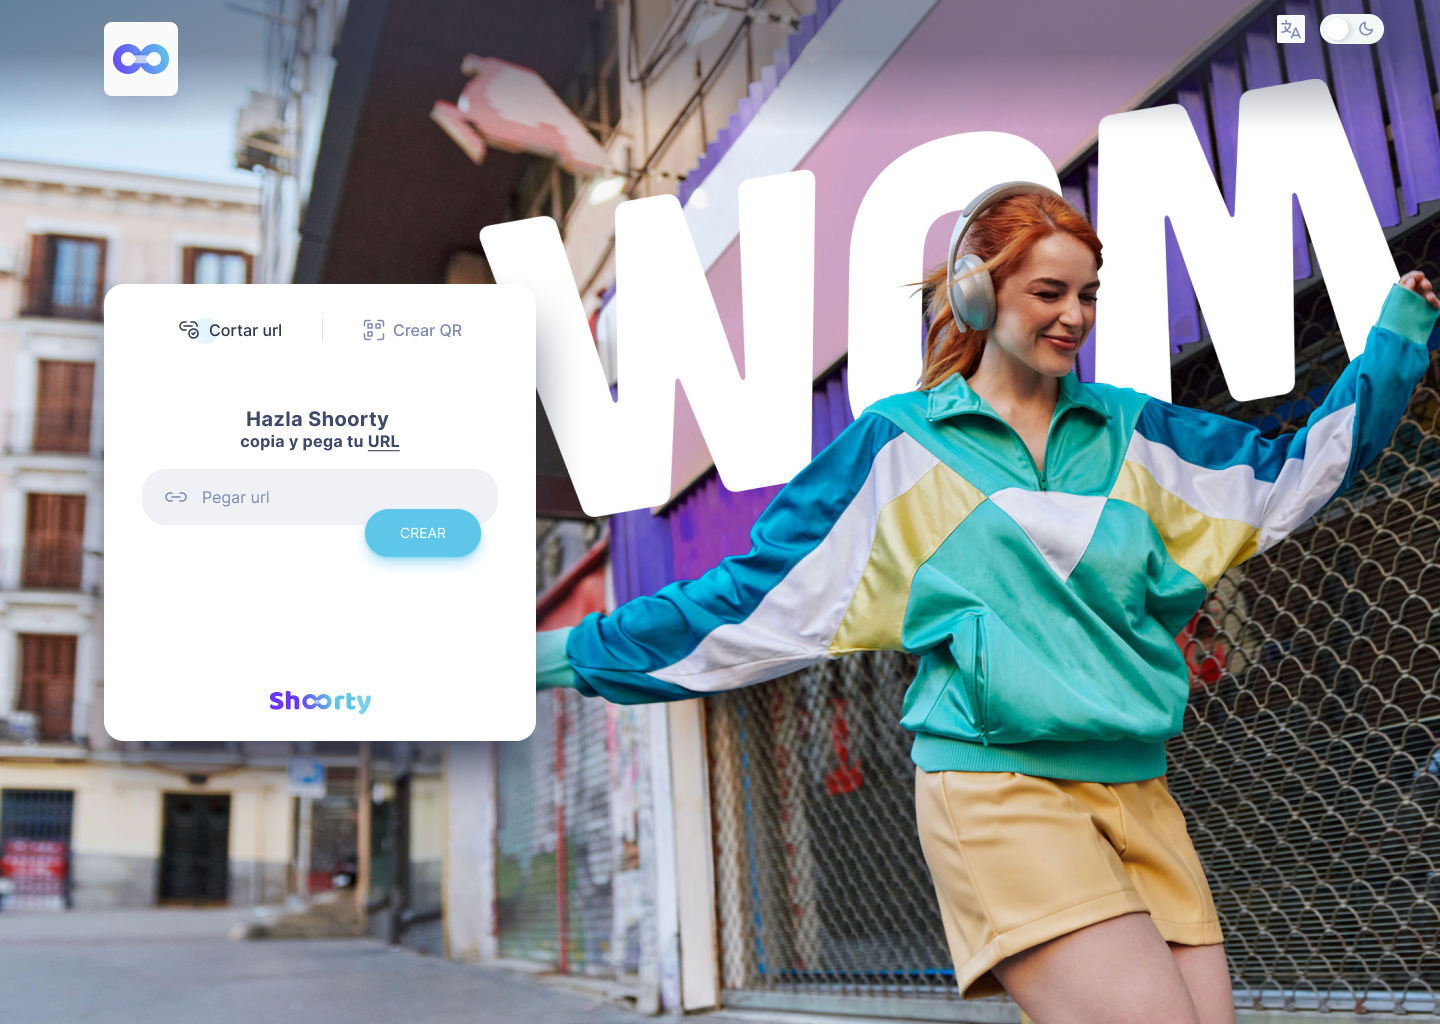 WOM
Cortar url
Crear QR
Hazla Shoorty
copia y pega tu URL
Pegar url
CREAR
Shoorty